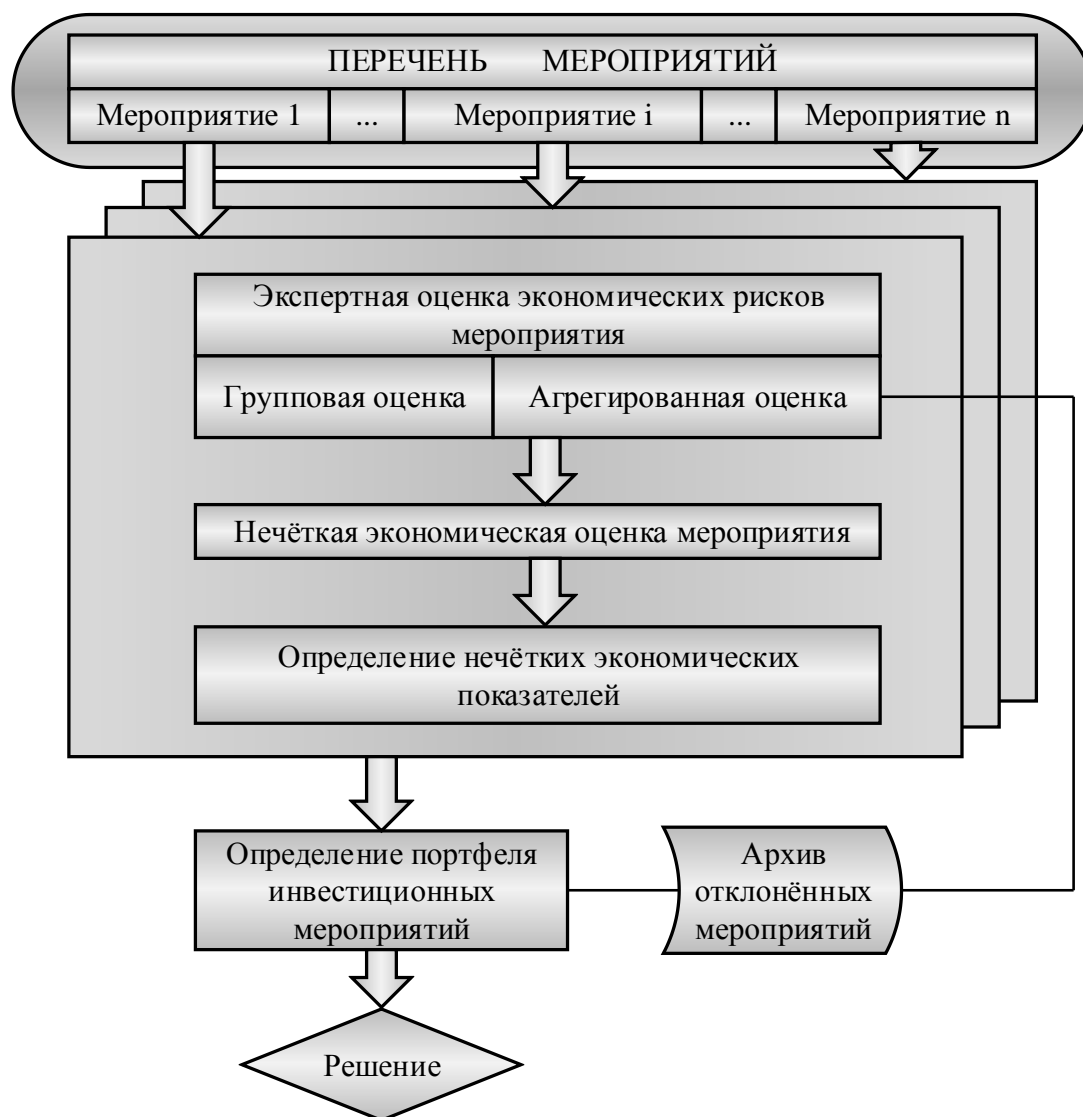 ПЕРЕЧЕНЬ МЕРОПРИЯТИЙ
Мероприятие 1 ... Мероприятие i ... Мероприятие n
Экспертная оценка экономических рисков
мероприятия
Групповая оценка Агрегированная оценка
Нечёткая экономическая оценка мероприятия
Определение нечётких экономических
показателей
Определение портфеля
инвестиционных
мероприятий
Архив
отклонённых
мероприятий
Решение